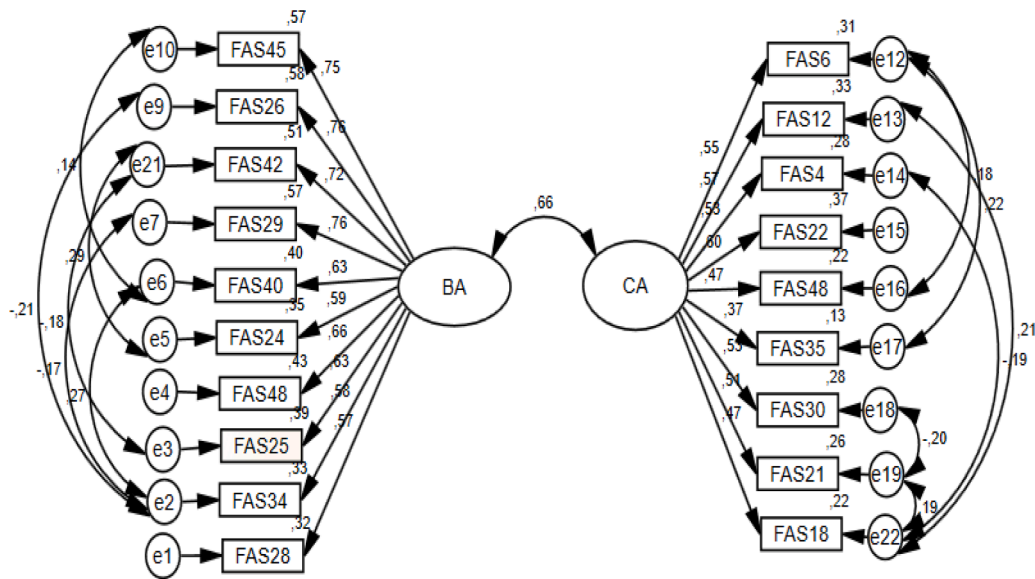 ,57
e10 FAS45
,75
,58
e9 FAS26
,76
,51
e21 FAS42
,14
,72
,57
e7 FAS29
,76
,40
,29
e6 FAS40
,63
,35
,59
-,21
-,18
e5 FAS24
,66
,43
-,17
,63
e4 FAS48
,27
,58
,39
e3 FAS25
,57
,33
e2 FAS34
,32
e1 FAS28
BA
,66
CA
,31
FAS6 e12
,33
FAS12 e13
,55
,28
,57
FAS4 e14
18
,53
,37
,22
,60
FAS22 e15
,47
,22
FAS48 e16
,37
,13
,21
,53
FAS35 e17
-,19
,51
,28
,47
FAS30 e18
-,20
,26
FAS21 e19
,22
19
FAS18 e22